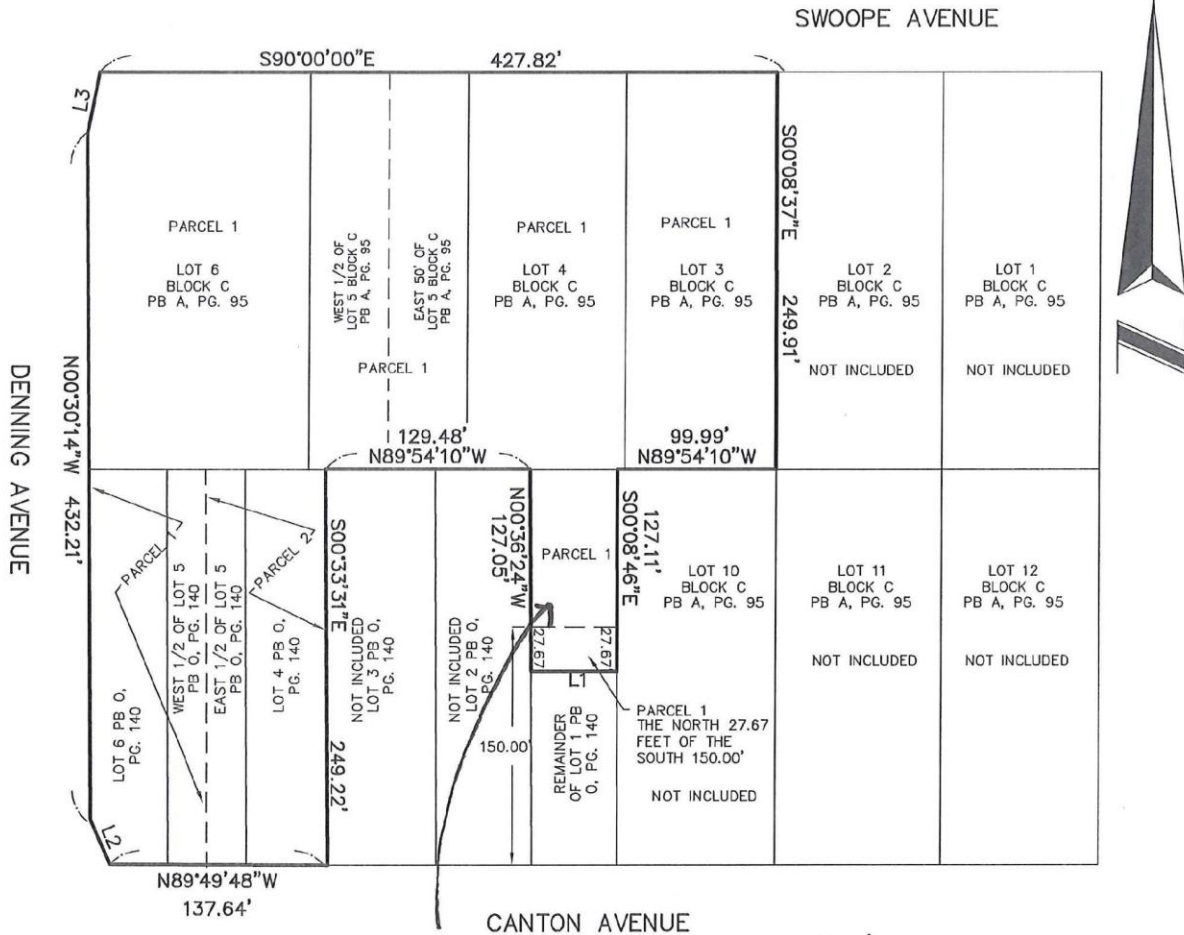 SWOOPE AVENUE
S90°00'00"E 427.82'
L3
S00°08'37"E 249.91'
PARCEL 1
LOT 6
BLOCK C
PB A, PG. 95
WEST 1/2 OF
LOT 5 BLOCK C
PB A, PG. 95
EAST 50' OF
LOT 5 BLOCK C
PB A, PG. 95
PARCEL 1
PARCEL 1
LOT 4
BLOCK C
PB A, PG. 95
PARCEL 1
LOT 3
BLOCK C
PB A, PG. 95
LOT 2
BLOCK C
PB A, PG. 95
NOT INCLUDED
LOT 1
BLOCK C
PB A, PG. 95
NOT INCLUDED
DENNING AVENUE
N00°30'14"W 432.21'
129.48'
N89°54'10"W
99.99'
N89°54'10"W
PARCEL 1
PARCEL 2
LOT 6 PB O,
PG. 140
WEST 1/2 OF LOT 5
PB O, PG. 140
EAST 1/2 OF LOT 5
PB O, PG. 140
LOT 4 PB O,
PG. 140
S00°33'31"E 249.22'
NOT INCLUDED
LOT 3 PB O,
PG. 140
NOT INCLUDED
LOT 2 PB O,
PG. 140
N00°36'24"W
127.05'
PARCEL 1
127.11'
S00°08'46"E
27.67
27.67
L1
150.00'
REMAINDER
OF LOT 1 PB
O, PG. 140
LOT 10
BLOCK C
PB A, PG. 95
PARCEL 1
THE NORTH 27.67
FEET OF THE
SOUTH 150.00'
NOT INCLUDED
LOT 11
BLOCK C
PB A, PG. 95
NOT INCLUDED
LOT 12
BLOCK C
PB A, PG. 95
NOT INCLUDED
L2
N89°49'48"W
137.64'
CANTON AVENUE